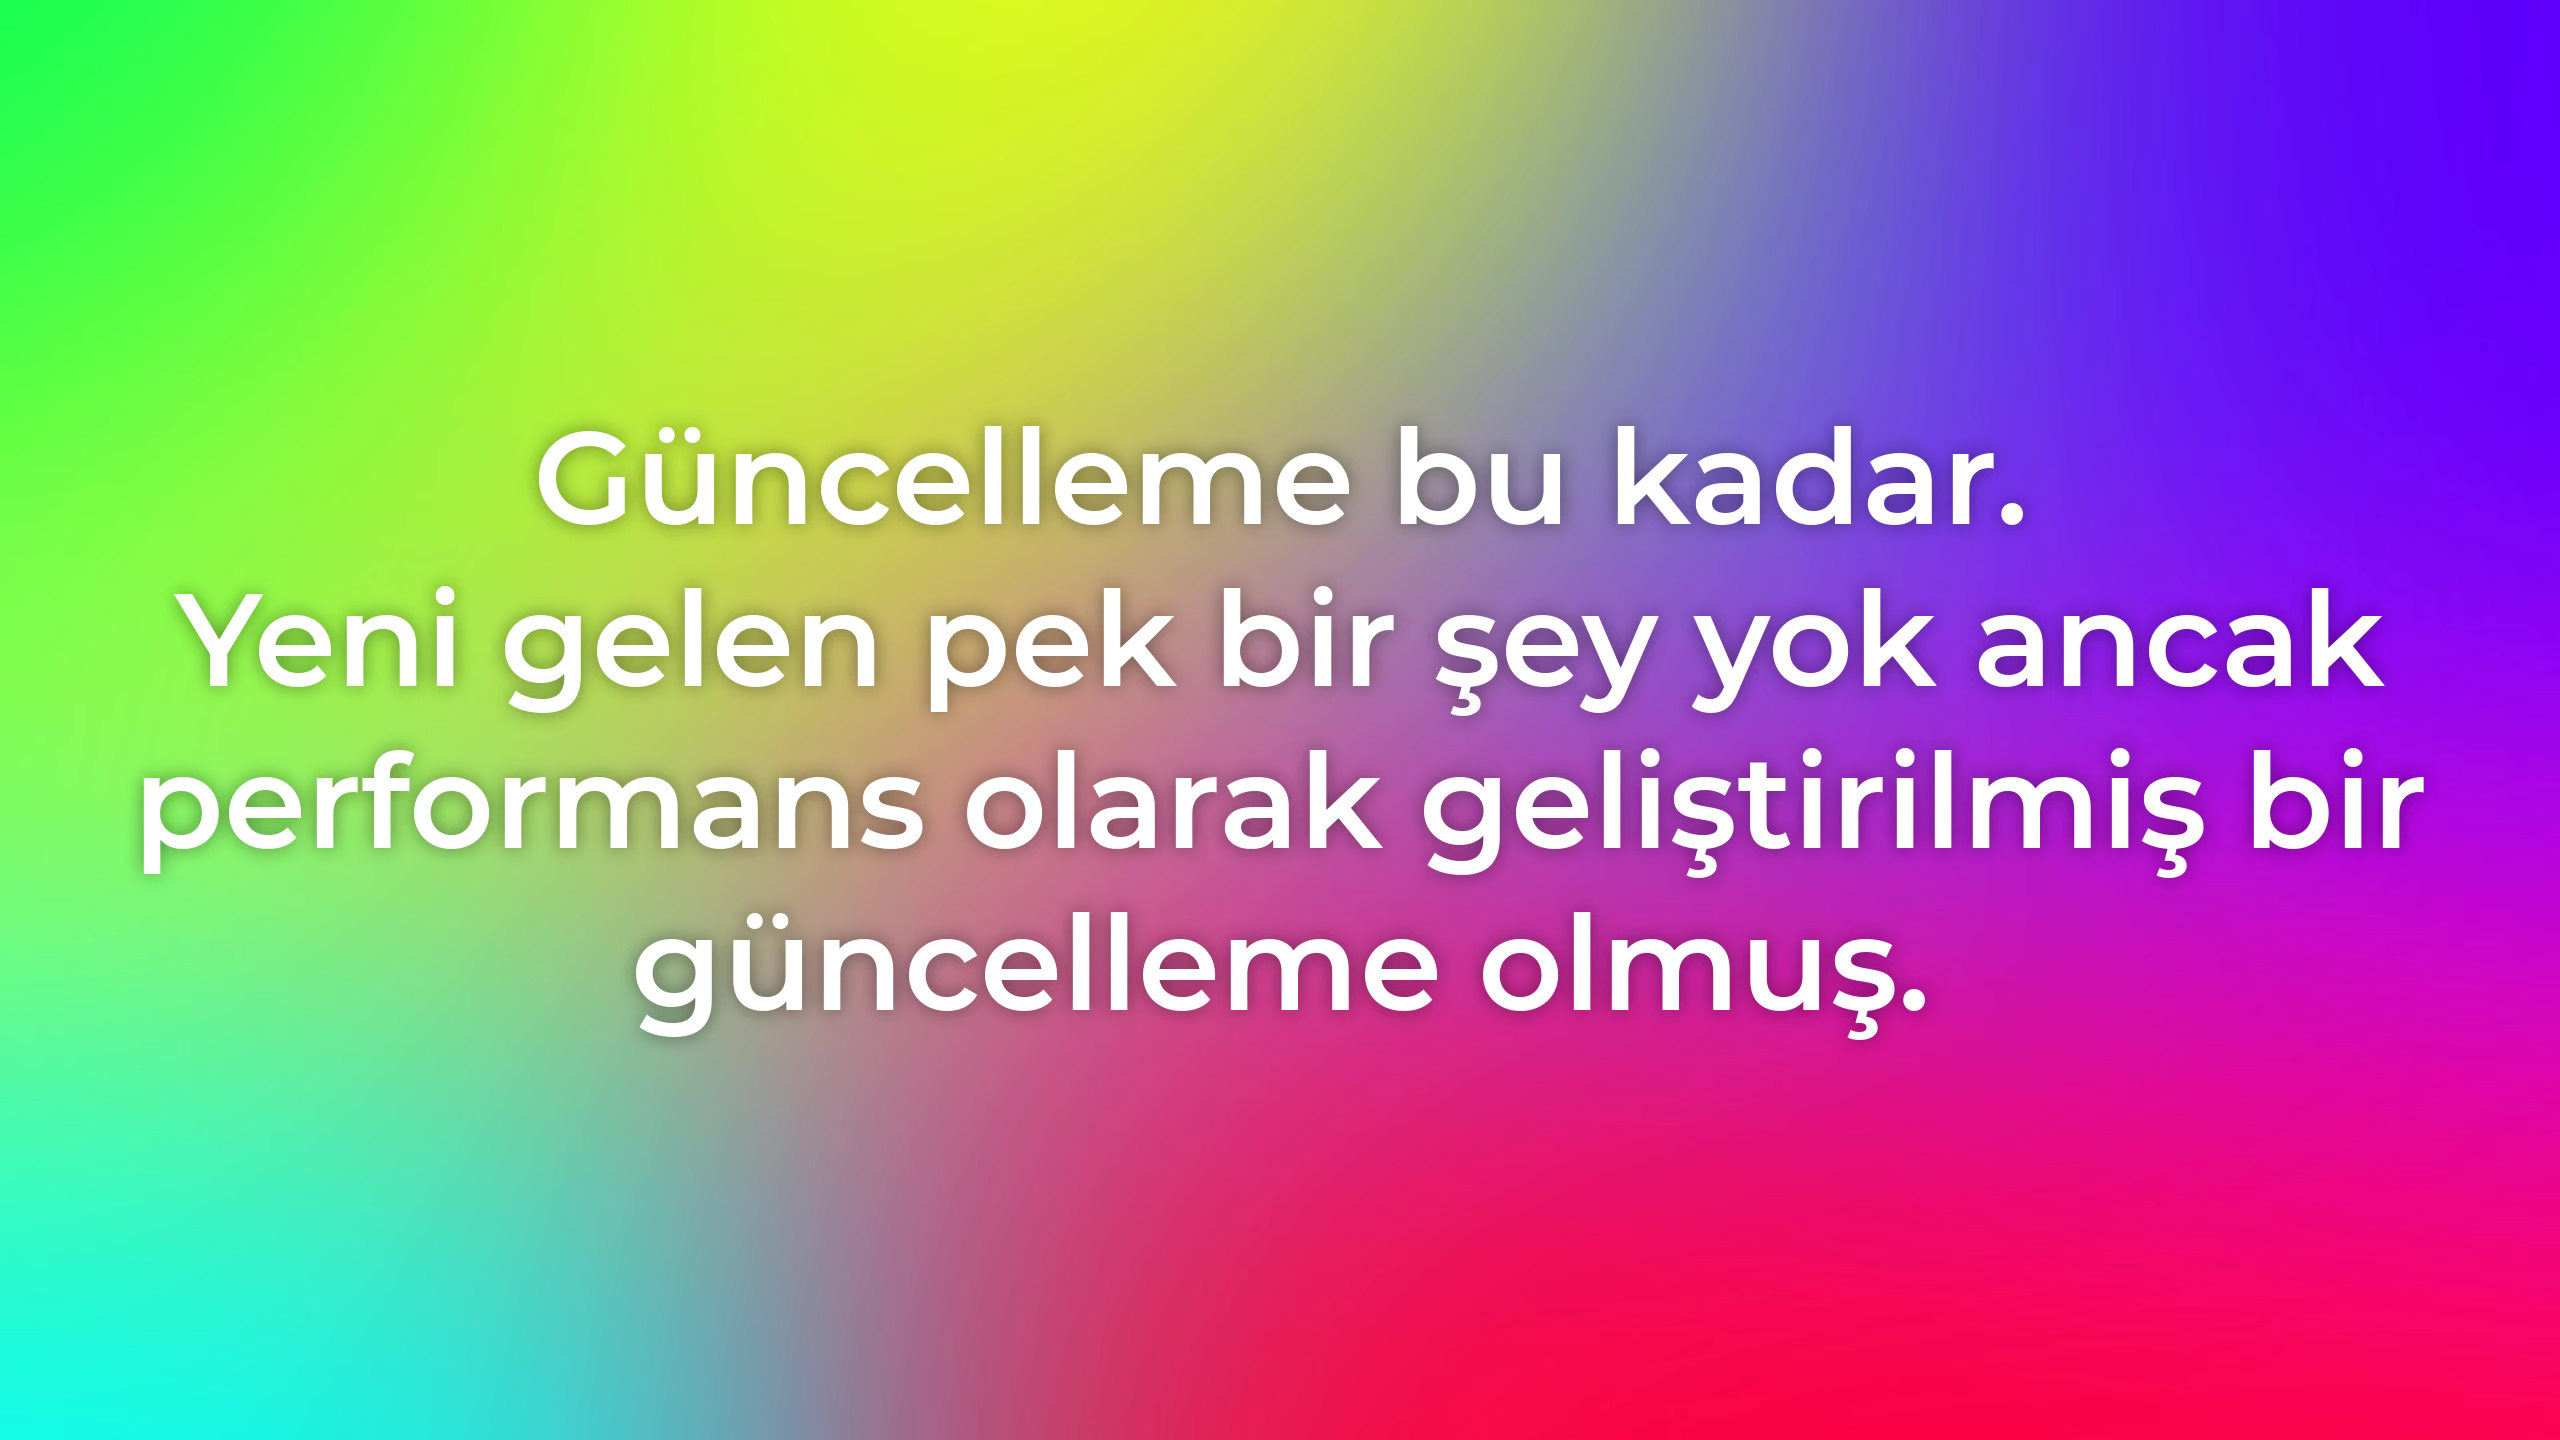 Güncelleme bu kadar.
Yeni gelen pek bir şey yok ancak
performans olarak geliştirilmiş bir
güncelleme olmuş.